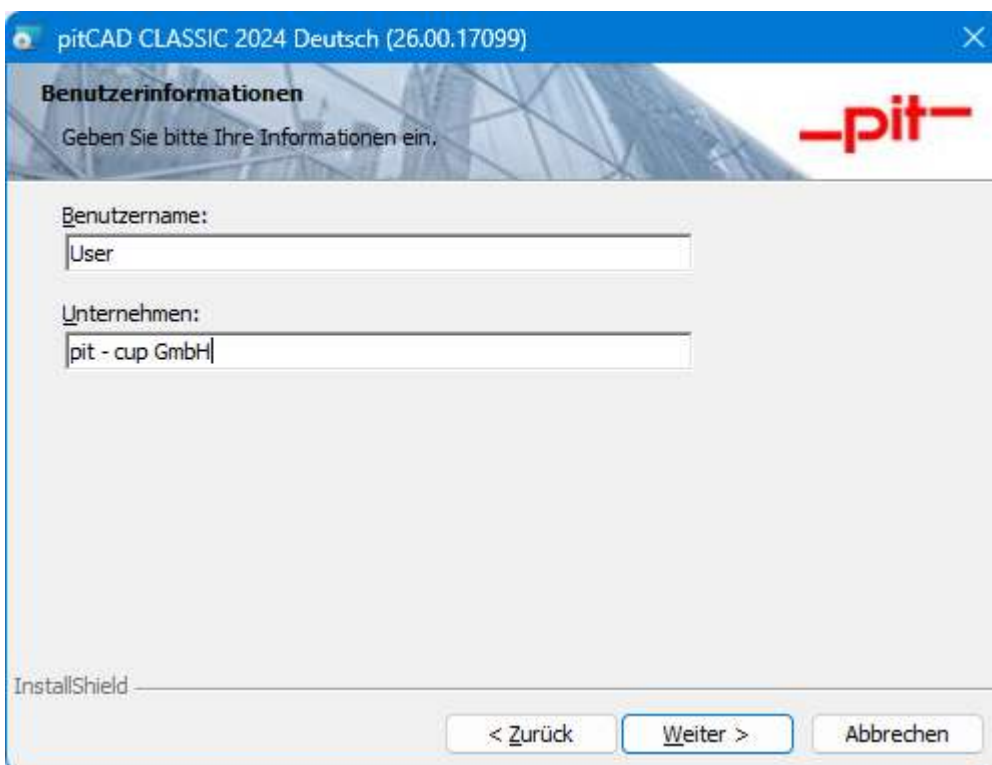 pitCAD CLASSIC 2024 Deutsch (26.00.17099)
Benutzerinformationen
Geben Sie bitte Ihre Informationen ein.
pit
Benutzername:
User
Unternehmen:
pit - cup GmbH
InstallShield
< Zurück Weiter > Abbrechen